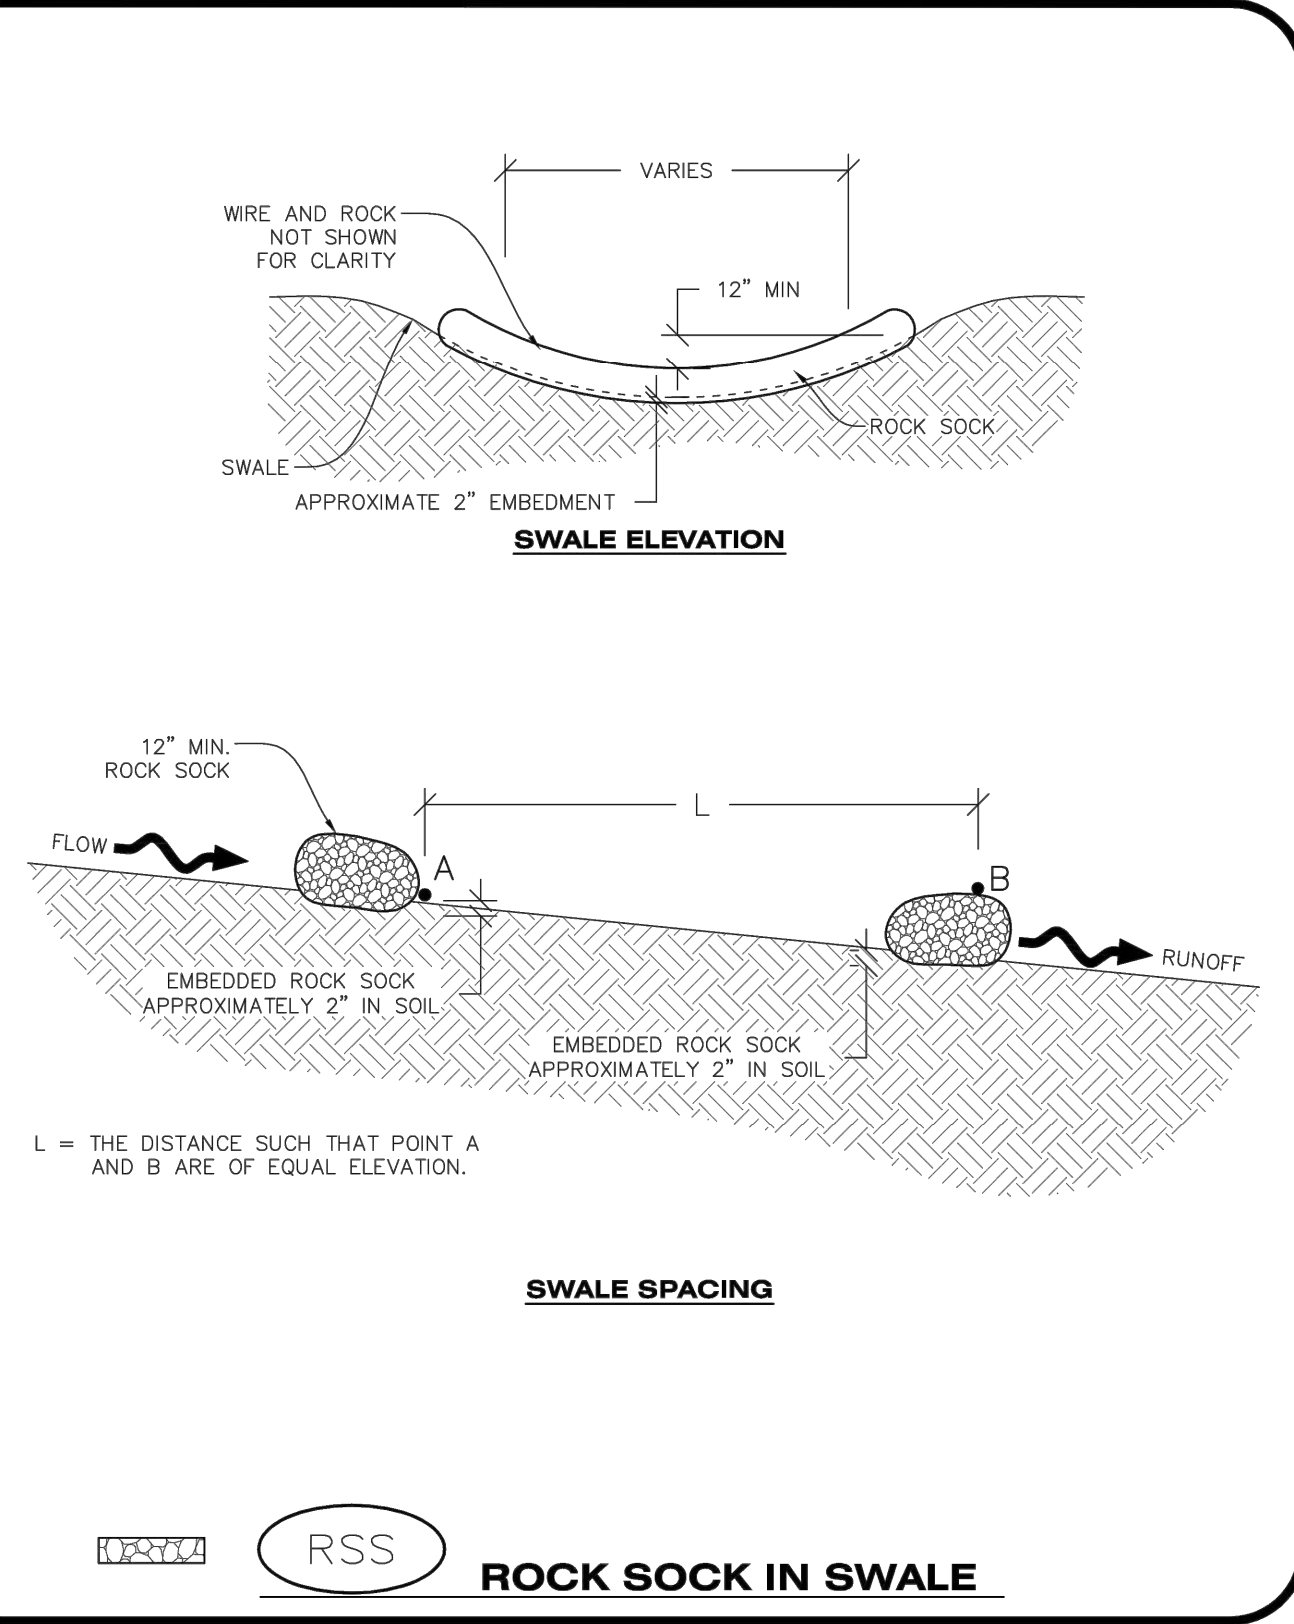 VARIES
WIRE AND ROCK
NOT SHOWN
FOR CLARITY
12” MIN
ROCK SOCK
SWALE
APPROXIMATE 2” EMBEDMENT
SWALE ELEVATION
12” MIN.
ROCK SOCK
L
FLOW
A
B
RUNOFF
EMBEDDED ROCK SOCK
APPROXIMATELY 2” IN SOIL
EMBEDDED ROCK SOCK
APPROXIMATELY 2” IN SOIL
L = THE DISTANCE SUCH THAT POINT A
AND B ARE OF EQUAL ELEVATION.
SWALE SPACING
RSS
ROCK SOCK IN SWALE